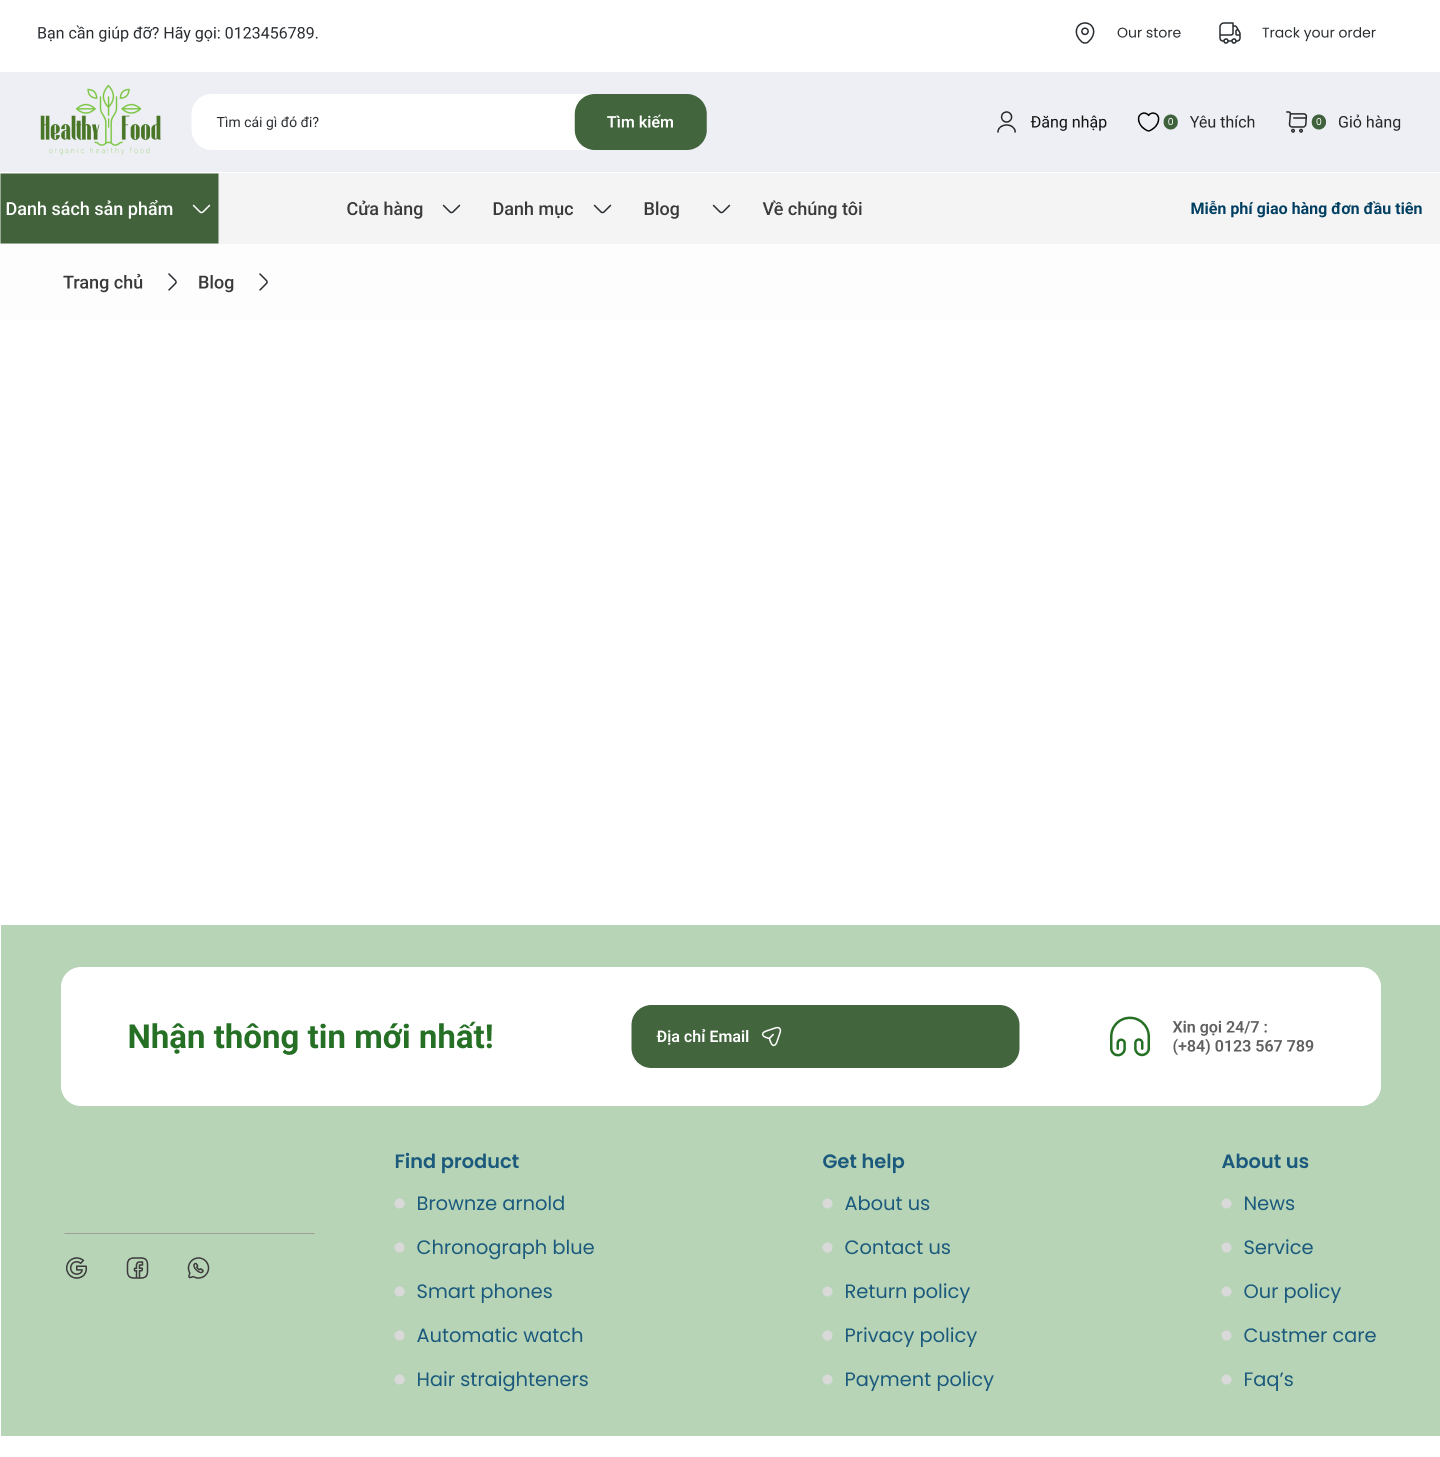 Bạn cần giúp đỡ? Hãy gọi: 0123456789.
Our store
Track your order
Healthy Food
organic healthy food
Tìm cái gì đó đi?
Tìm kiếm
Đăng nhập
0
Yêu thích
0
Giỏ hàng
Danh sách sản phẩm
Cửa hàng
Danh mục
Blog
Về chúng tôi
Miễn phí giao hàng đơn đầu tiên
Trang chủ
Blog
Nhận thông tin mới nhất!
Địa chỉ Email
Xin gọi 24/7 :
(+84) 0123 567 789
Find product
Brownze arnold
Chronograph blue
Smart phones
Automatic watch
Hair straighteners
Get help
About us
Contact us
Return policy
Privacy policy
Payment policy
About us
News
Service
Our policy
Custmer care
Faq’s